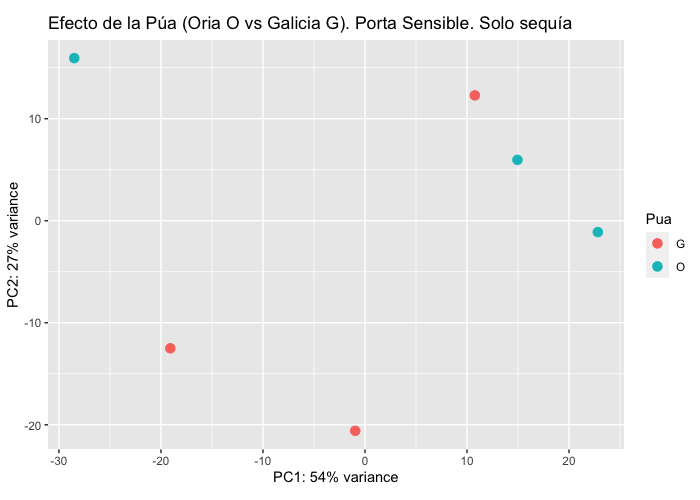 Efecto de la Púa (Oria O vs Galicia G). Porta Sensible. Solo sequía
10
0
-10
-20
PC2: 27% variance
-30
-20
-10
0
10
20
PC1: 54% variance
Pua
G
O